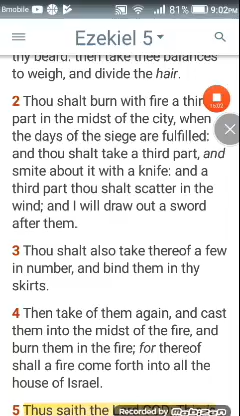 Bmobile 81% 9:02PM
Ezekiel 5
thy beard: then take thee balances
to weigh, and divide the hair.
2 Thou shalt burn with fire a thir
part in the midst of the city, when
the days of the siege are fulfilled:
and thou shalt take a third part, and
smite about it with a knife: and a
third part thou shalt scatter in the
wind; and I will draw out a sword
after them.
3 Thou shalt also take thereof a few
in number, and bind them in thy
skirts.
4 Then take of them again, and cast
them into the midst of the fire, and
burn them in the fire; for thereof
shall a fire come forth into all the
house of Israel.
5 Thus saith the
Recorded by Mobizen